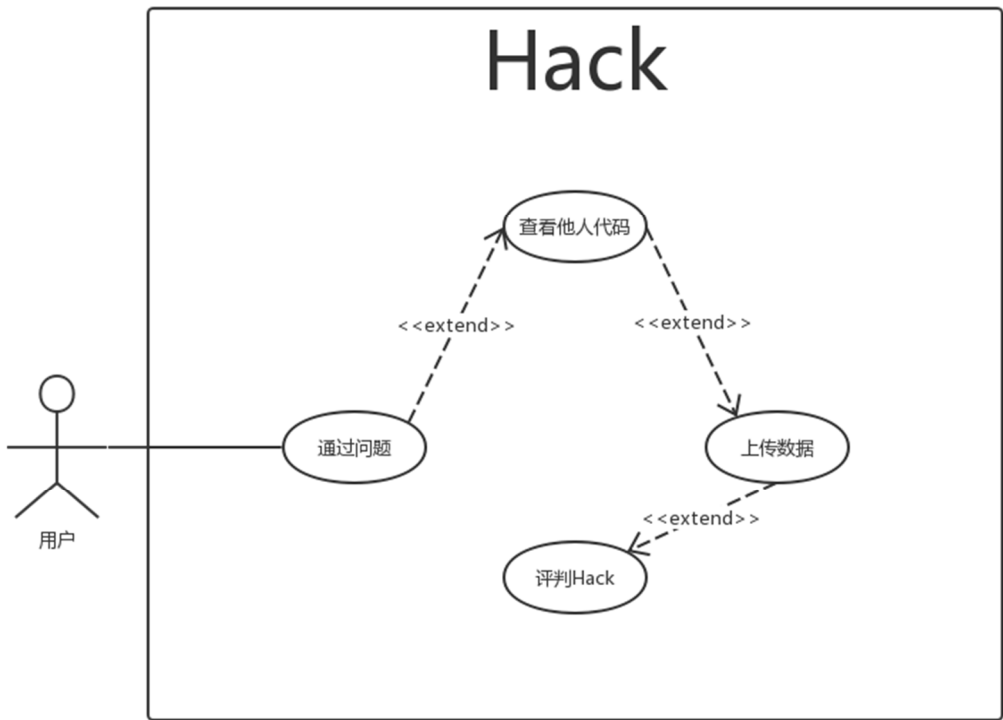 Hack
查看他人代码
<<extend>>
<<extend>>
通过问题
上传数据
<<extend>>
用户
评判Hack